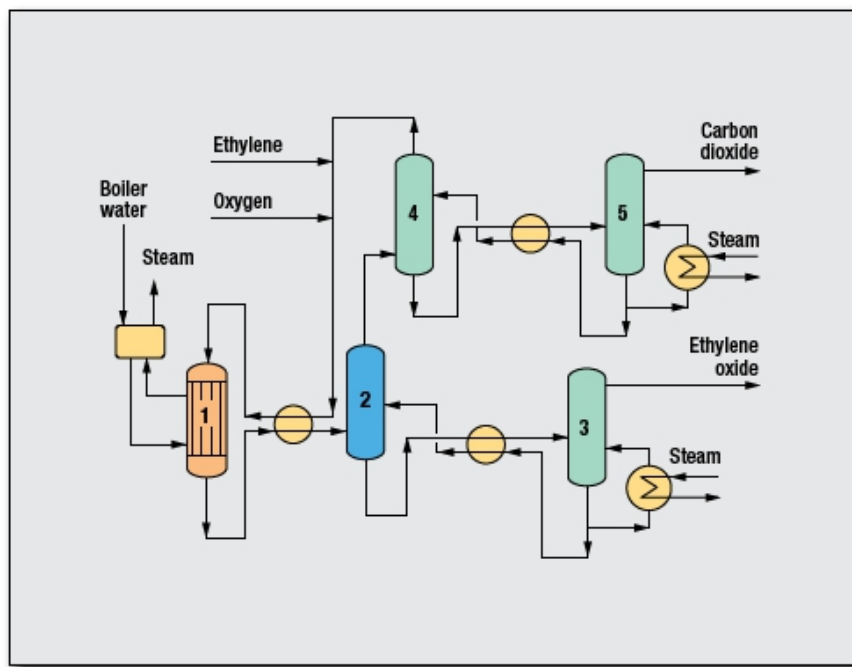 Ethylene
Oxygen
Boiler
water
Steam
1
2
4
5
3
Carbon
dioxide
Steam
Ethylene
oxide
Steam